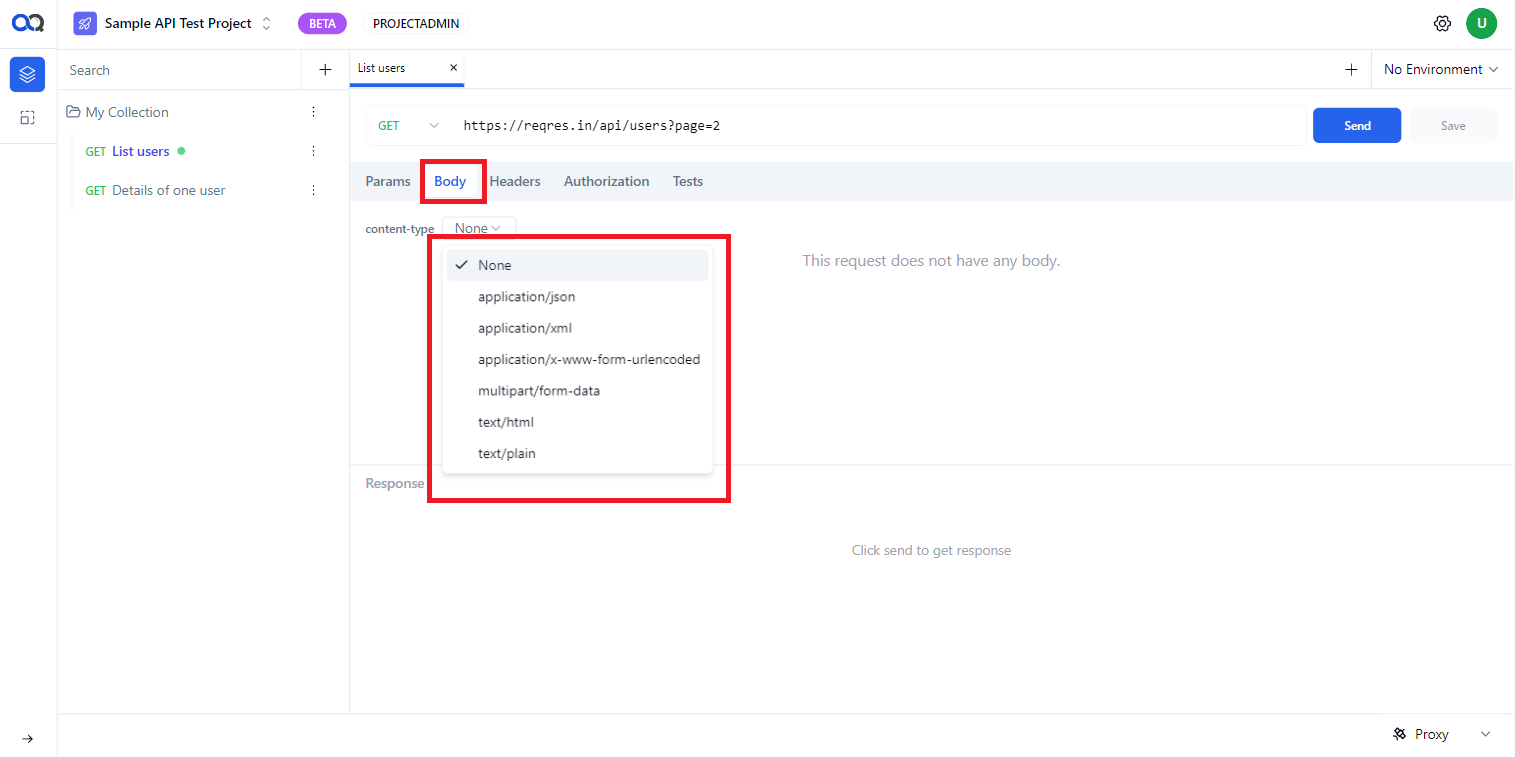 Sample API Test Project BETA PROJECTADMIN U
Search
List users
No Environment
My Collection
GET List users
GET Details of one user
GET https://reqres.in/api/users?page=2 Send Save
Params Body Headers Authorization Tests
content-type None
This request does not have any body.
None
application/json
application/xml
application/x-www-form-urlencoded
multipart/form-data
text/html
text/plain
Response
Click send to get response
Proxy